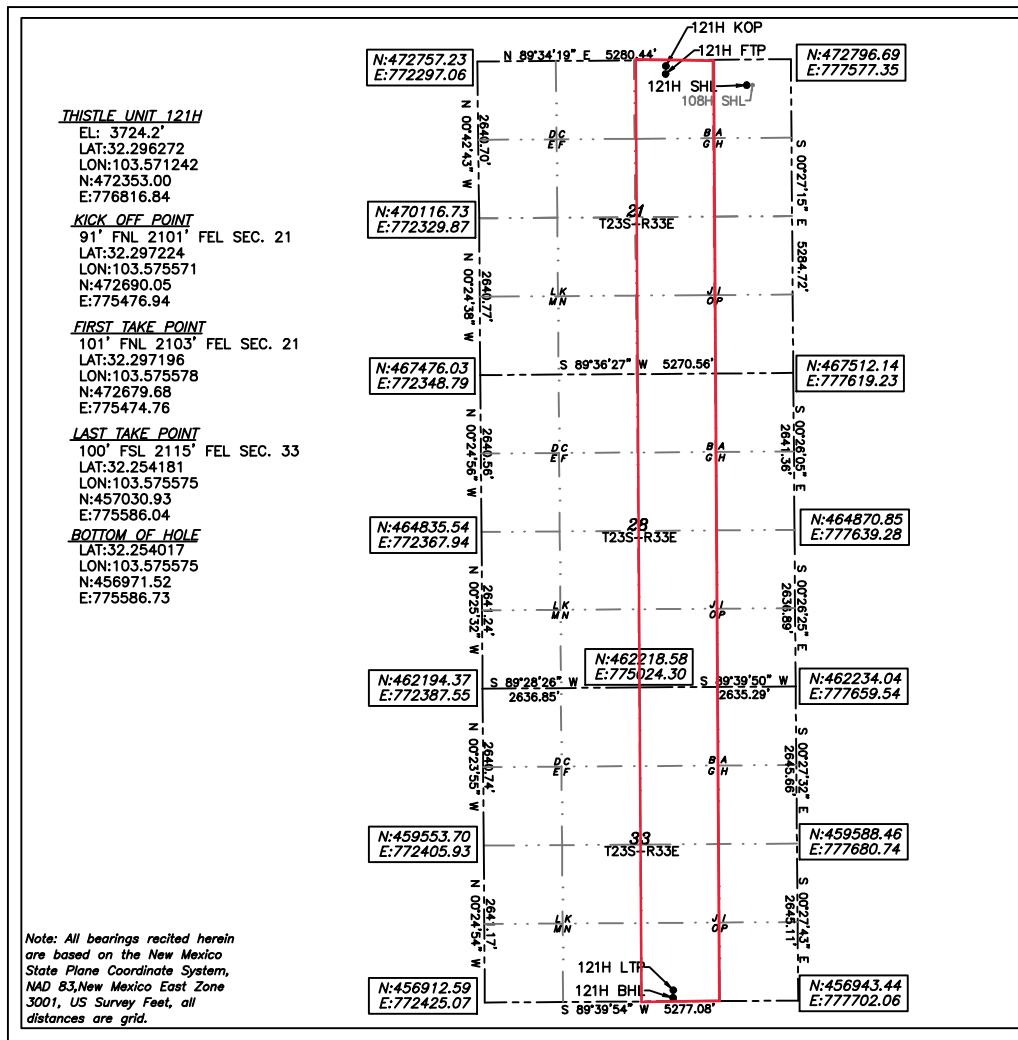 121H KOP
N 89°34'19" E 5280.44'
121H FTP
N:472757.23
E:772297.06
N:472796.69
E:777577.35
121H SHL
108H SHL
THISTLE UNIT 121H
EL: 3724.2'
LAT:32.296272
LON:103.571242
N:472353.00
E:776816.84
KICK OFF POINT
91' FNL 2101' FEL SEC. 21
LAT:32.297224
LON:103.575571
N:472690.05
E:775476.94
FIRST TAKE POINT
101' FNL 2103' FEL SEC. 21
LAT:32.297196
LON:103.575578
N:472679.68
E:775474.76
LAST TAKE POINT
100' FSL 2115' FEL SEC. 33
LAT:32.254181
LON:103.575575
N:457030.93
E:775586.04
BOTTOM OF HOLE
LAT:32.254017
LON:103.575575
N:456971.52
E:775586.73
N 00°42'43" W
2640.70'
D C
E F
B A
G H
S 00°27'15" E 5284.72'
N:470116.73
E:772329.87
21
T23S-R33E
N 00°24'38" W
2640.77'
L K
M N
J I
O P
S 89°36'27" W 5270.56'
N:467476.03
E:772348.79
N:467512.14
E:777619.23
N 00°24'56" W
2640.56'
D C
E F
B A
G H
S 00°26'05" E
2641.36'
N:464835.54
E:772367.94
28
T23S-R33E
N:464870.85
E:777639.28
N 00°25'32" W
2641.24'
L K
M N
J I
O P
S 00°26'25" E
2636.89'
N:462218.58
E:775024.30
N:462194.37
E:772387.55
S 89°28'26" W
2636.85'
S 89°39'50" W
2635.29'
N:462234.04
E:777659.54
N 00°23'55" W
2640.74'
D C
E F
B A
G H
S 00°27'32" E
2645.66'
N:459553.70
E:772405.93
33
T23S-R33E
N:459588.46
E:777680.74
N 00°24'54" W
2641.17'
L K
M N
J I
O P
S 00°27'43" E
2645.11'
121H LTP
121H BHL
N:456912.59
E:772425.07
S 89°39'54" W 5277.08'
N:456943.44
E:777702.06
Note: All bearings recited herein
are based on the New Mexico
State Plane Coordinate System,
NAD 83,New Mexico East Zone
3001, US Survey Feet, all
distances are grid.